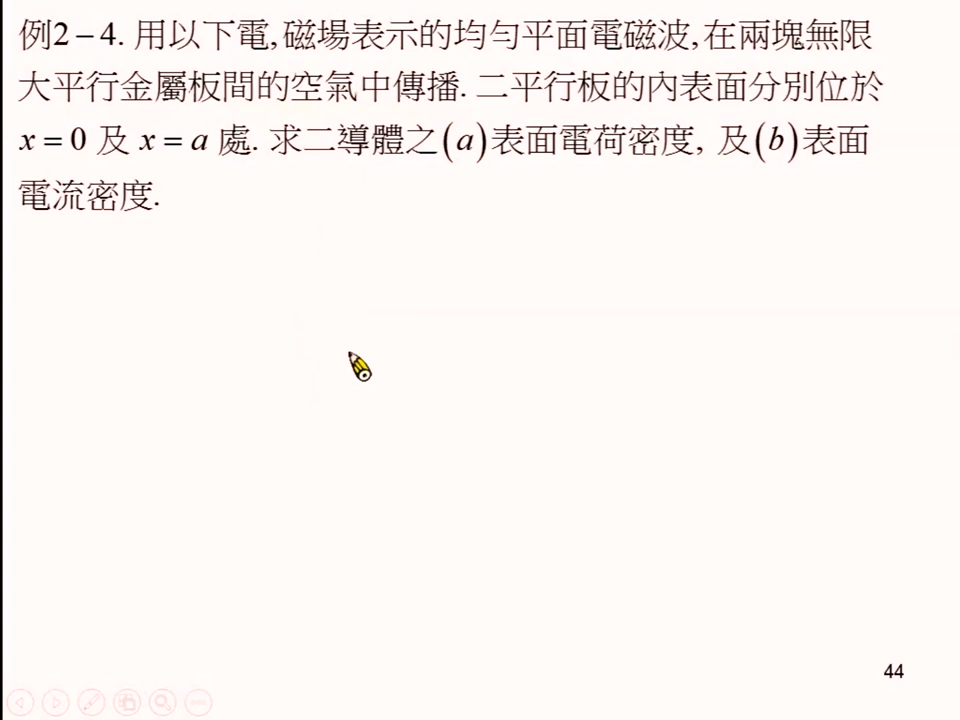 例2－4. 用以下電,磁場表示的均勻平面電磁波,在兩塊無限
大平行金屬板間的空氣中傳播. 二平行板的內表面分別位於
x = 0 及 x = a 處. 求二導體之(a)表面電荷密度, 及(b)表面
電流密度.
44